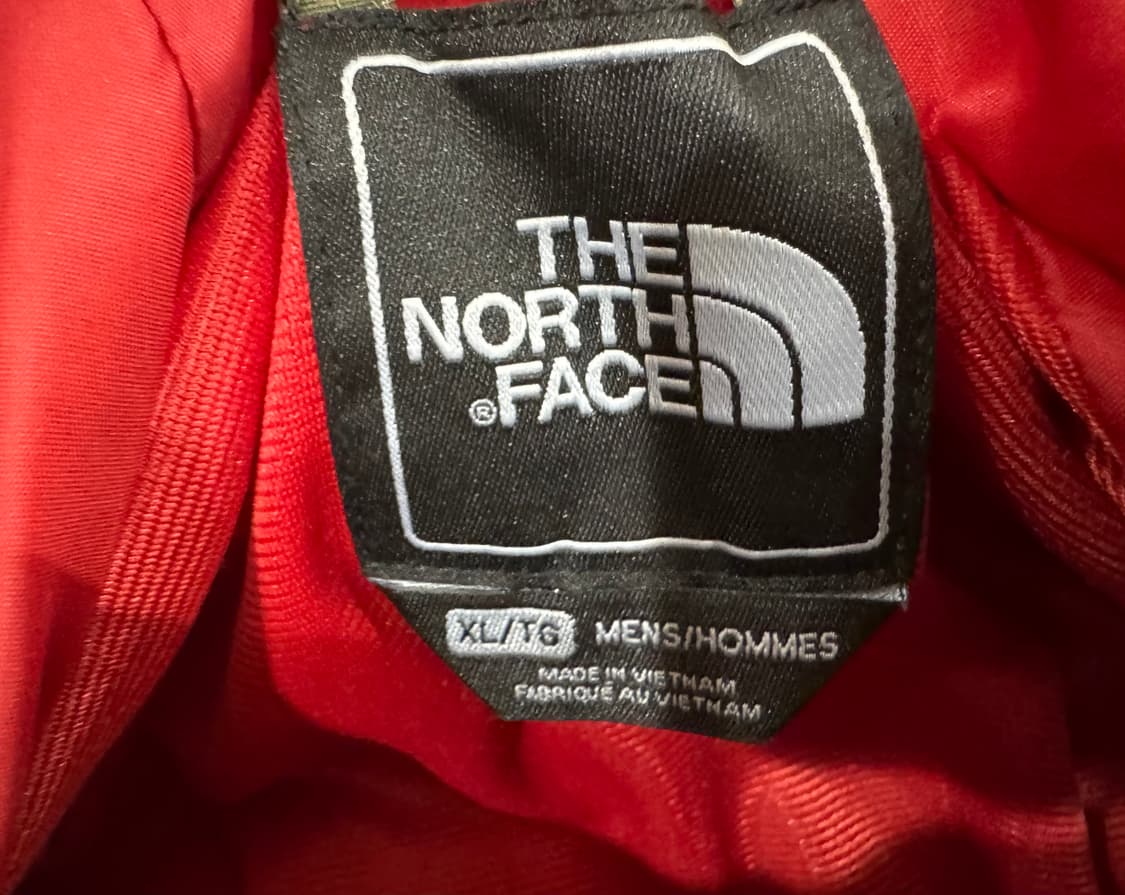 THE
NORTH
®FACE
XL/TG MENS/HOMMES
MADE IN VIETNAM
FABRIQUÉ AU VIETNAM